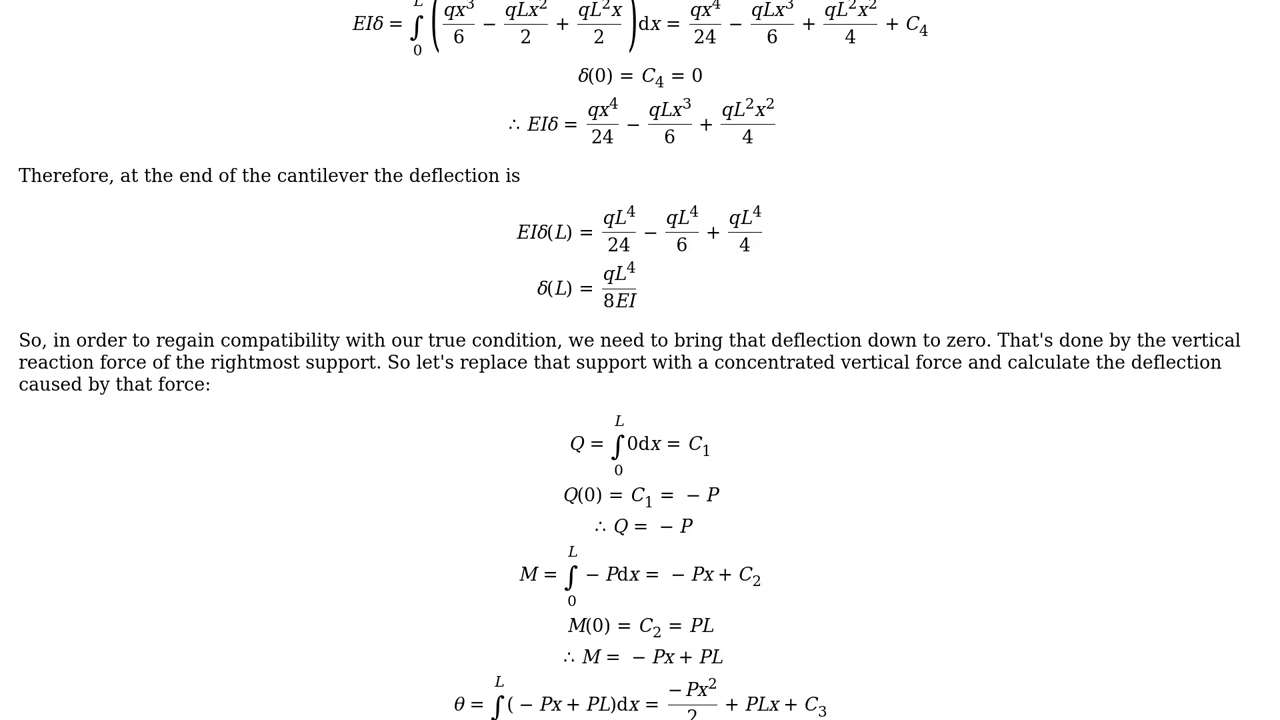 EIδ = ∫₀ᴸ (qx³/6 − qLx²/2 + qL²x/2)dx = qx⁴/24 − qLx³/6 + qL²x²/4 + C₄
δ(0) = C₄ = 0
∴ EIδ = qx⁴/24 − qLx³/6 + qL²x²/4
Therefore, at the end of the cantilever the deflection is
EIδ(L) = qL⁴/24 − qL⁴/6 + qL⁴/4
δ(L) = qL⁴/8EI
So, in order to regain compatibility with our true condition, we need to bring that deflection down to zero. That's done by the vertical
reaction force of the rightmost support. So let's replace that support with a concentrated vertical force and calculate the deflection
caused by that force:
Q = ∫₀ᴸ 0dx = C₁
Q(0) = C₁ = − P
∴ Q = − P
M = ∫₀ᴸ − Pdx = − Px + C₂
M(0) = C₂ = PL
∴ M = − Px + PL
θ = ∫₀ᴸ( − Px + PL)dx = − Px²/2 + PLx + C₃